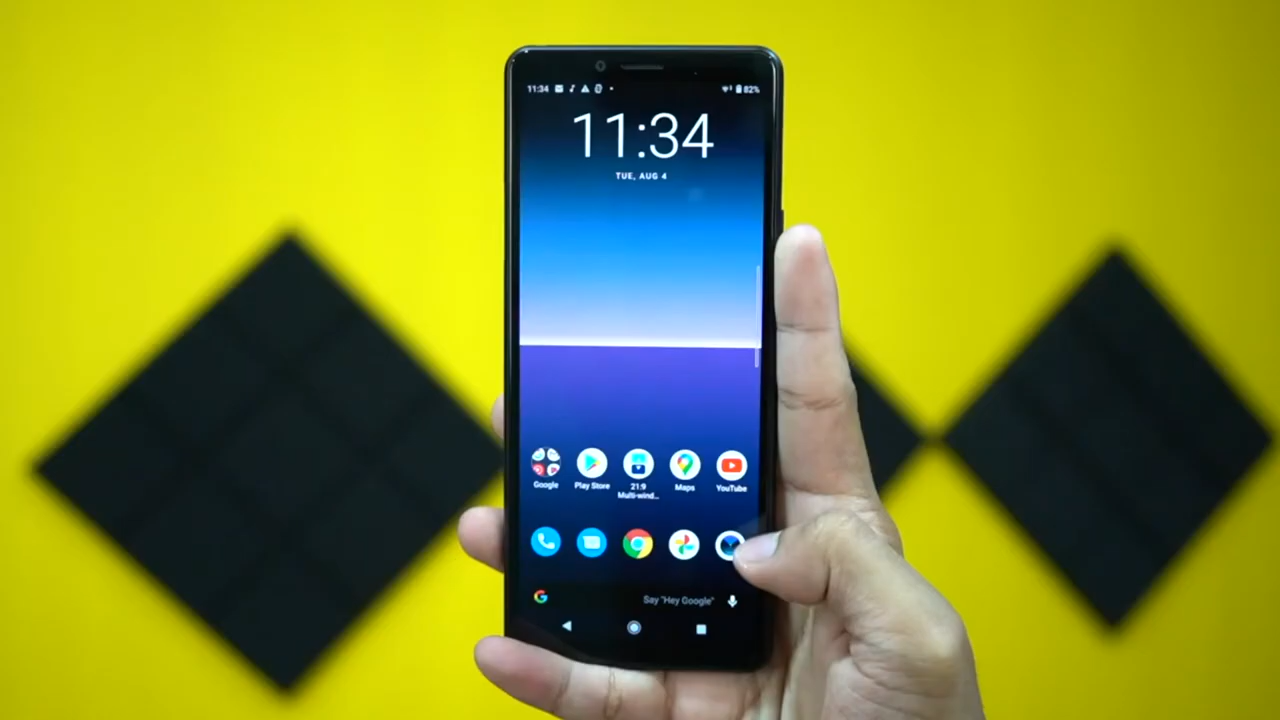 11:34
82%
11:34
TUE, AUG 4
Google
Play Store
21:9
Multi-wind...
Maps
YouTube
G
Say "Hey Google"